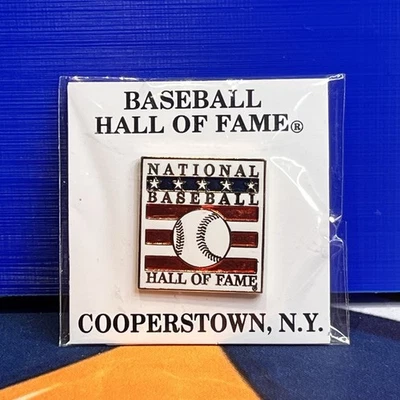 BASEBALL
HALL OF FAME®
NATIONAL
BASEBALL
HALL OF FAME
COOPERSTOWN, N.Y.